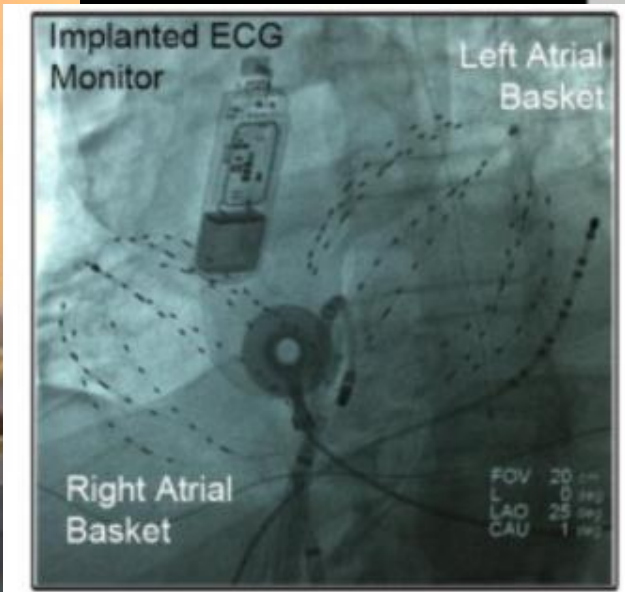 Implanted ECG
Monitor
Left Atrial
Basket
Right Atrial
Basket
FOV 20 cm
L 0 deg
LAO 25 deg
CAU 1 deg